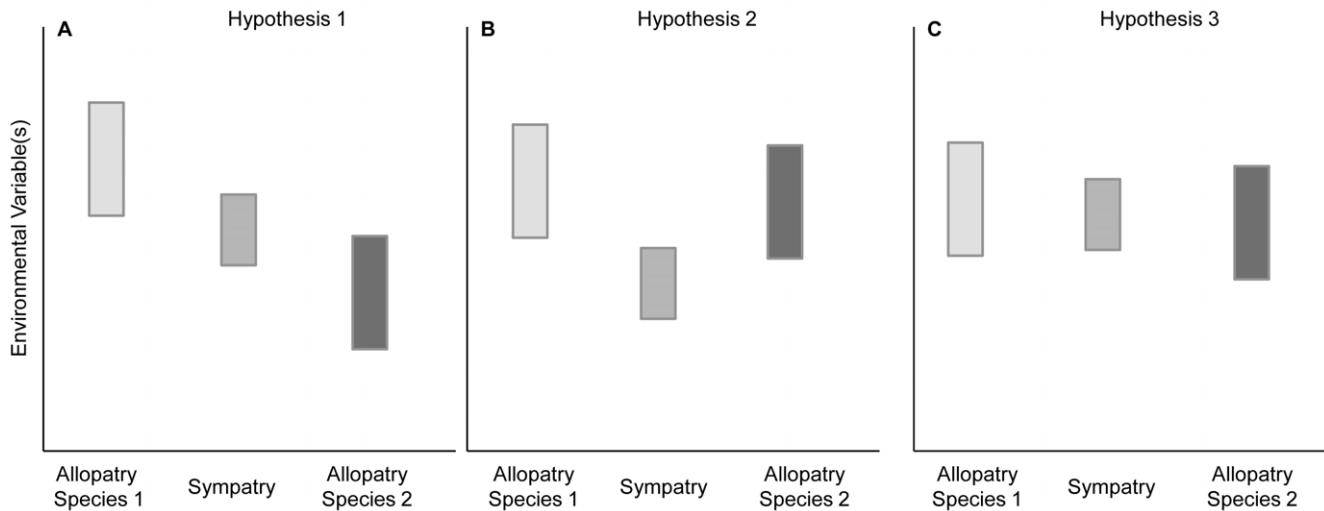 A
Hypothesis 1
B
Hypothesis 2
C
Hypothesis 3
Environmental Variable(s)
Allopatry
Species 1
Sympatry
Allopatry
Species 2
Allopatry
Species 1
Sympatry
Allopatry
Species 2
Allopatry
Species 1
Sympatry
Allopatry
Species 2